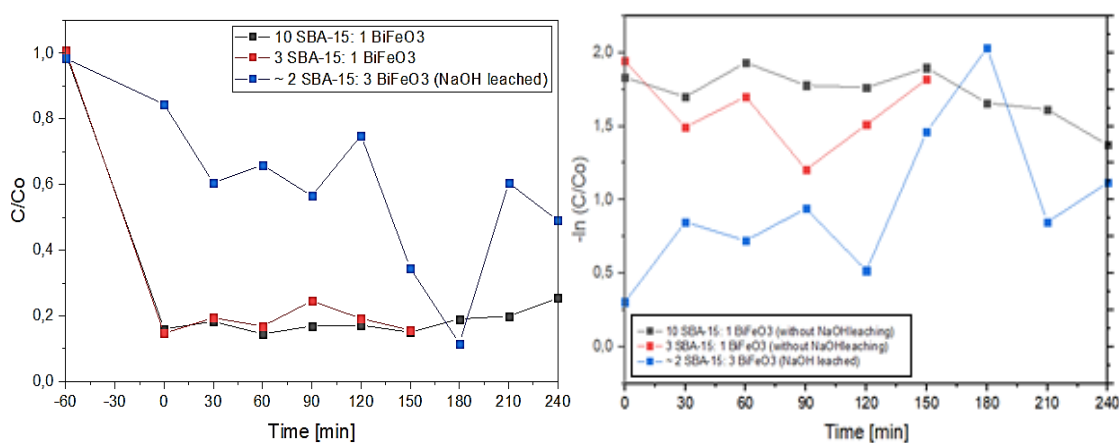 10 SBA-15: 1 BiFeO3
3 SBA-15: 1 BiFeO3
~ 2 SBA-15: 3 BiFeO3 (NaOH leached)
1,0
0,8
0,6
0,4
0,2
0,0
C/Co
-60 -30 0 30 60 90 120 150 180 210 240
Time [min]
2,0
1,5
1,0
0,5
0,0
-ln (C/Co)
10 SBA-15: 1 BiFeO3 (without NaOHleaching)
3 SBA-15: 1 BiFeO3 (without NaOHleaching)
~ 2 SBA-15: 3 BiFeO3 (NaOH leached)
0 30 60 90 120 150 180 210 240
Time [min]